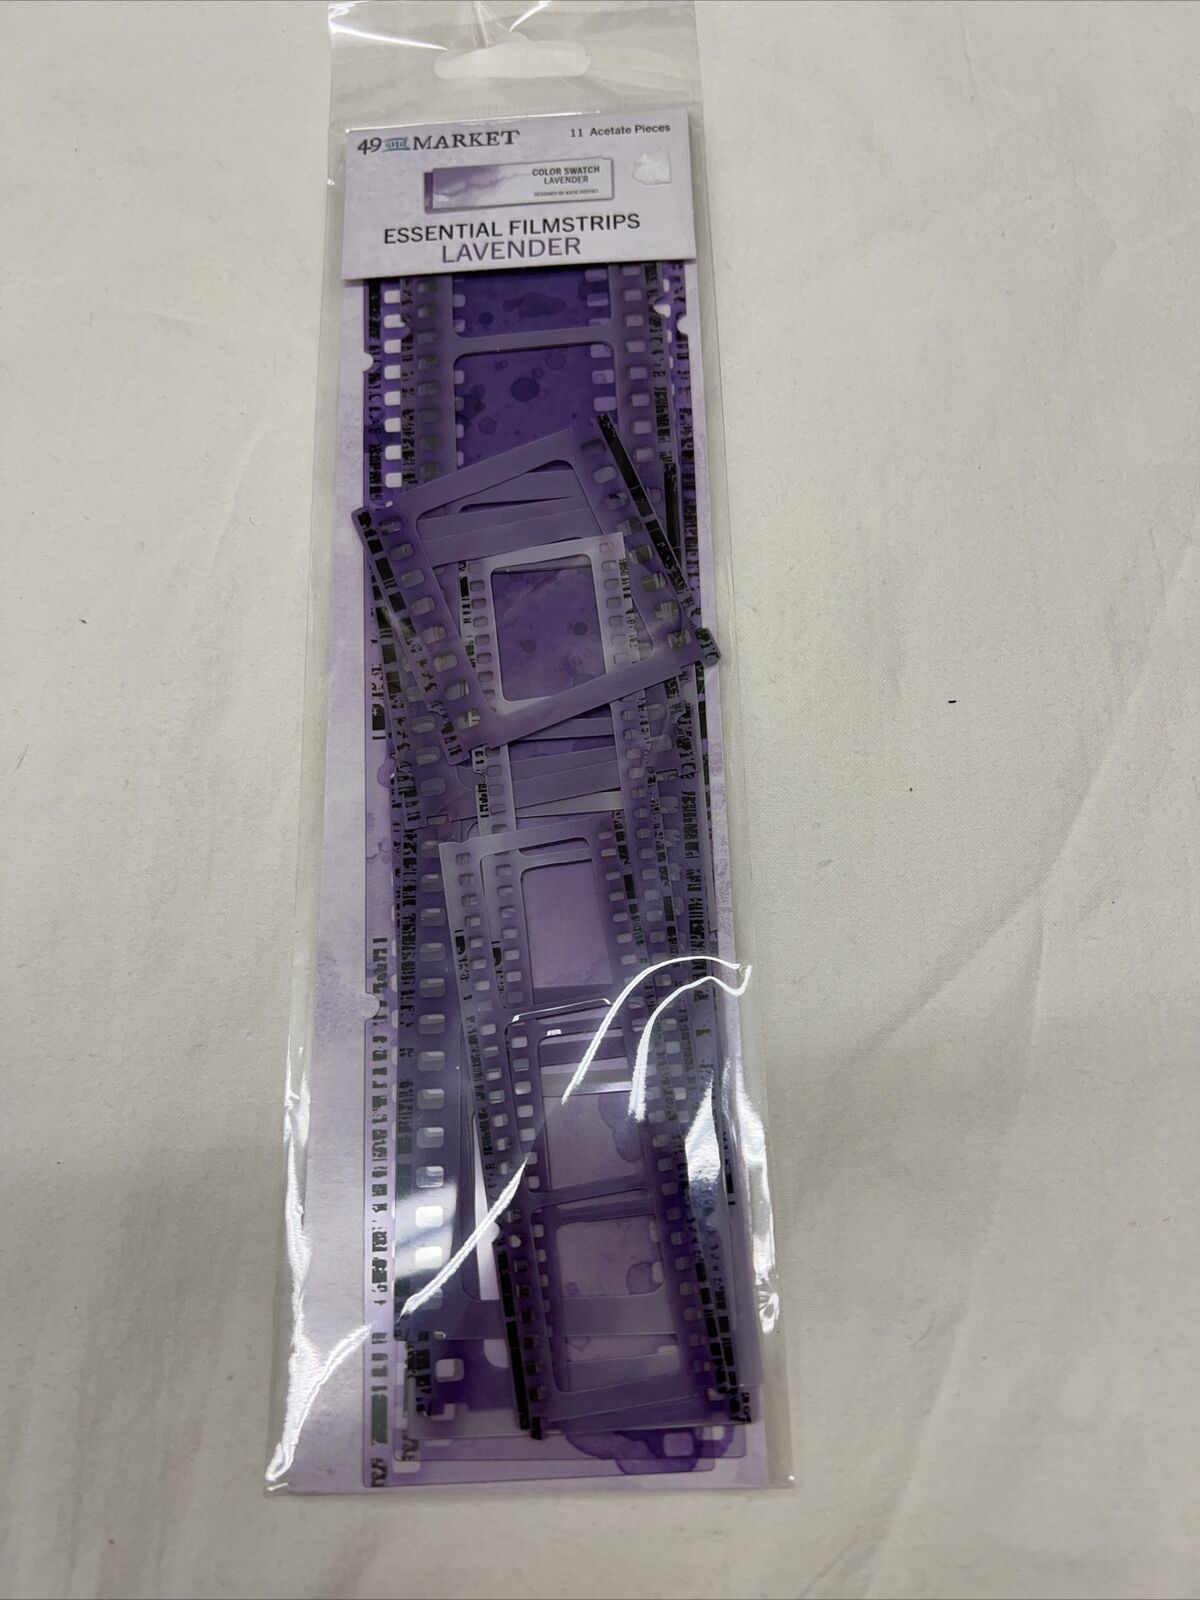 49 and MARKET
11 Acetate Pieces
COLOR SWATCH
LAVENDER
DESIGNED BY KATIE PERTIET
ESSENTIAL FILMSTRIPS
LAVENDER